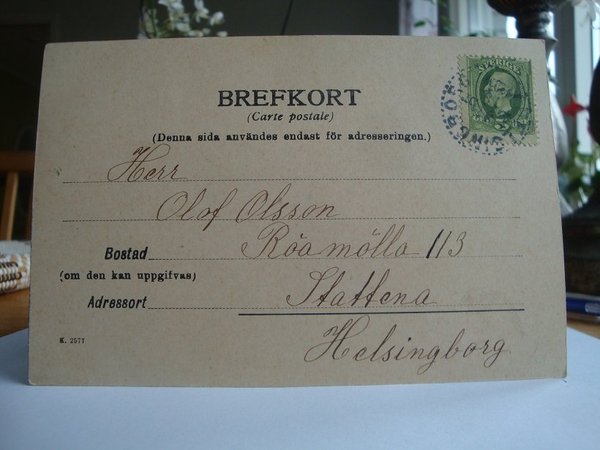 BREFKORT
(Carte postale)
(Denna sida användes endast för adresseringen.)
SVERIGE
Herr
Olof Olsson
Bostad Röamölla 113
(om den kan uppgifvas)
Adressort Stattena
Helsingborg
K. 2577